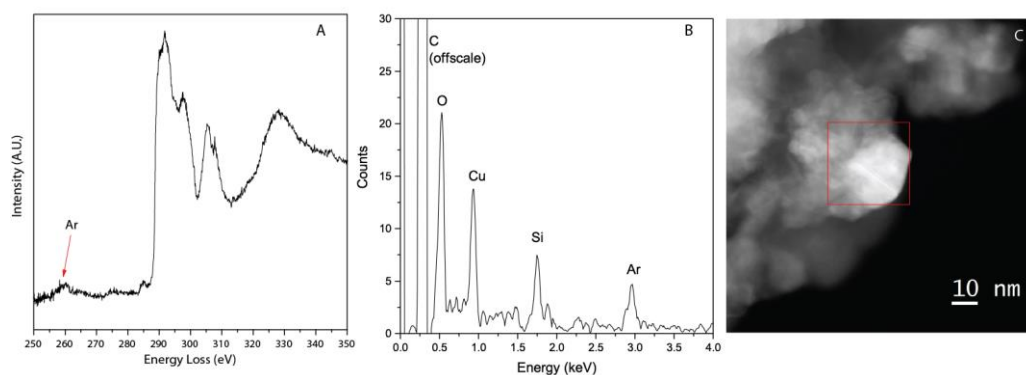 A
Ar
Intensity (A.U.)
250 260 270 280 290 300 310 320 330 340 350
Energy Loss (eV)
B
30
25
20
15
10
5
0
C
(offscale)
O
Cu
Si
Ar
Counts
0.0 0.5 1.0 1.5 2.0 2.5 3.0 3.5 4.0
Energy (keV)
C
10 nm